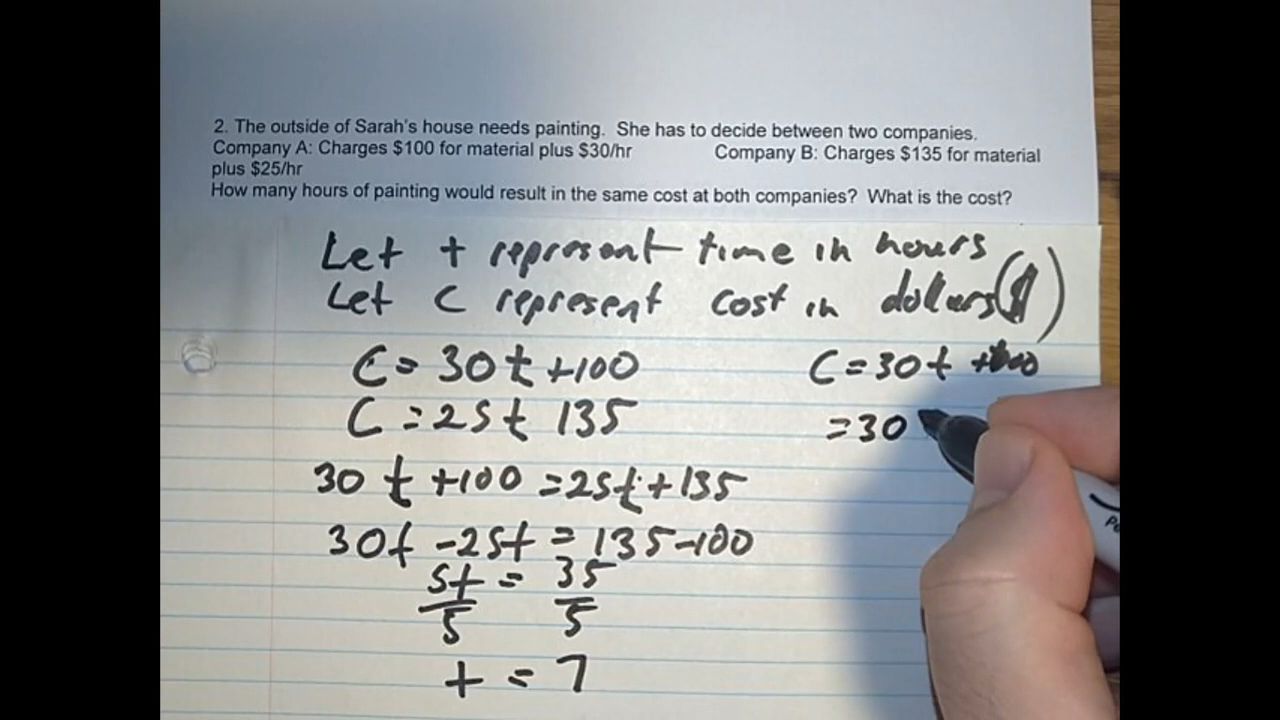 2. The outside of Sarah's house needs painting. She has to decide between two companies.
Company A: Charges $100 for material plus $30/hr Company B: Charges $135 for material
plus $25/hr
How many hours of painting would result in the same cost at both companies? What is the cost?
Let t represent time in hours
Let C represent cost in dollars($)
C = 30t +100
C = 25t 135
30t +100 = 25t + 135
30t - 25t = 135 - 100
5t = 35
5 5
t = 7
C = 30t +100
= 30